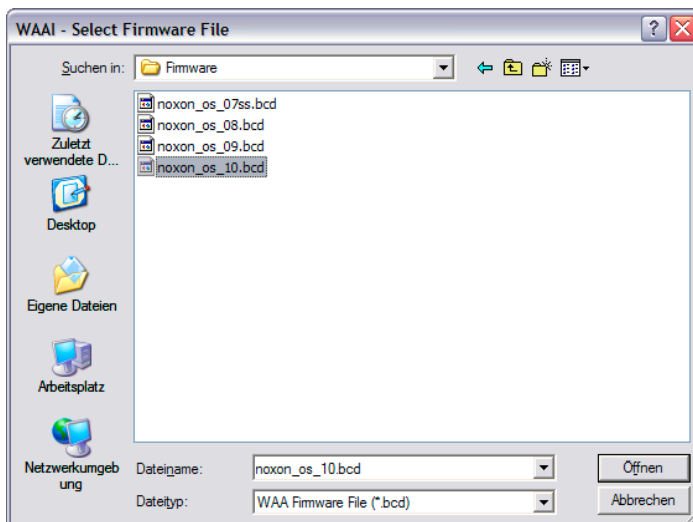 WAAI - Select Firmware File
Suchen in: Firmware
noxon_os_07ss.bcd
noxon_os_08.bcd
noxon_os_09.bcd
noxon_os_10.bcd
Zuletzt
verwendete D...
Desktop
Eigene Dateien
Arbeitsplatz
Netzwerkumgeb
ung
Dateiname: noxon_os_10.bcd Öffnen
Dateityp: WAA Firmware File (*.bcd) Abbrechen